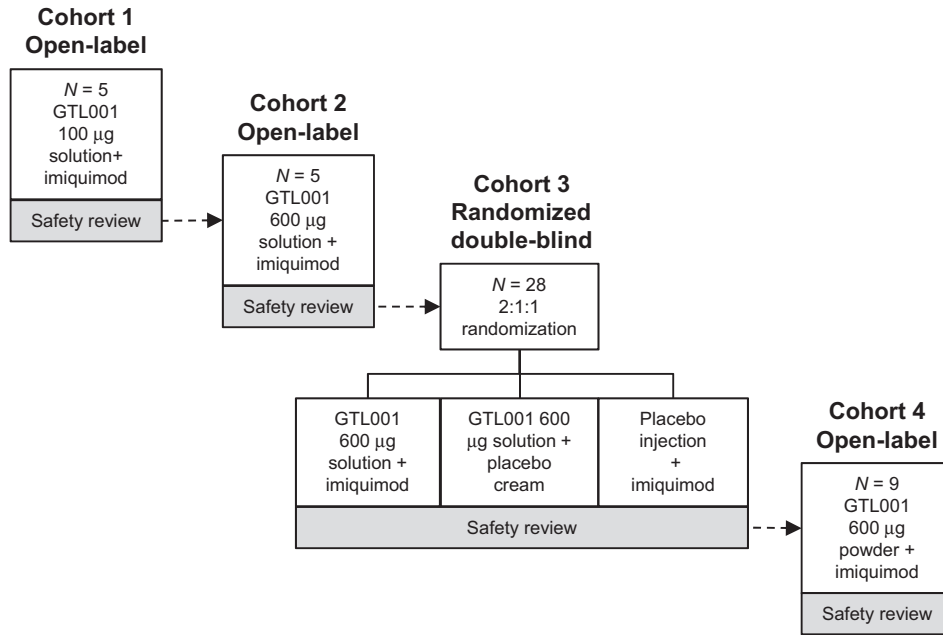 Cohort 1
Open-label
N = 5
GTL001
100 μg
solution+
imiquimod
Safety review
Cohort 2
Open-label
N = 5
GTL001
600 μg
solution +
imiquimod
Safety review
Cohort 3
Randomized
double-blind
N = 28
2:1:1
randomization
GTL001
600 μg
solution +
imiquimod
GTL001 600
μg solution +
placebo
cream
Placebo
injection
+
imiquimod
Safety review
Cohort 4
Open-label
N = 9
GTL001
600 μg
powder +
imiquimod
Safety review